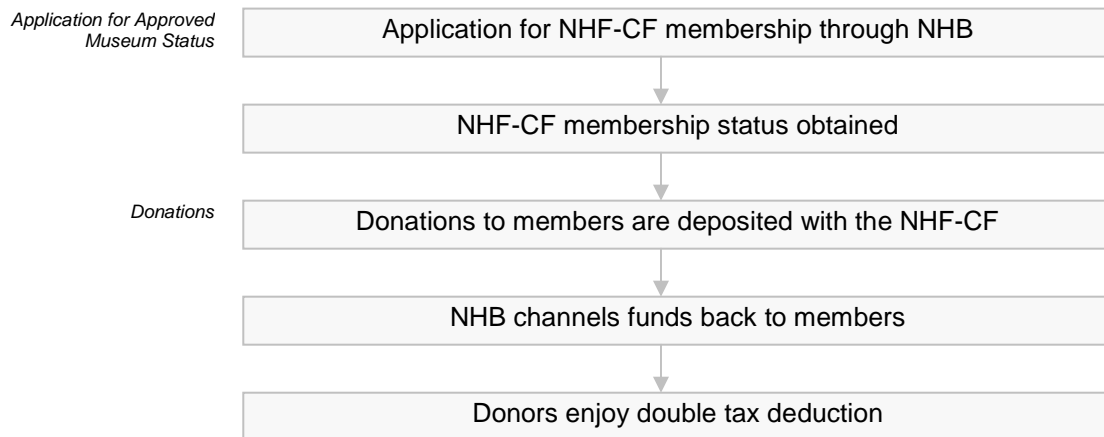 Application for Approved
Museum Status
Application for NHF-CF membership through NHB
NHF-CF membership status obtained
Donations
Donations to members are deposited with the NHF-CF
NHB channels funds back to members
Donors enjoy double tax deduction